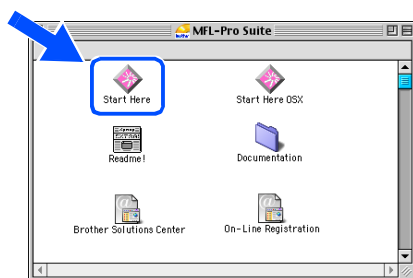 MFL-Pro Suite
Start Here
Start Here OSX
Readme!
Documentation
Brother Solutions Center
On-Line Registration